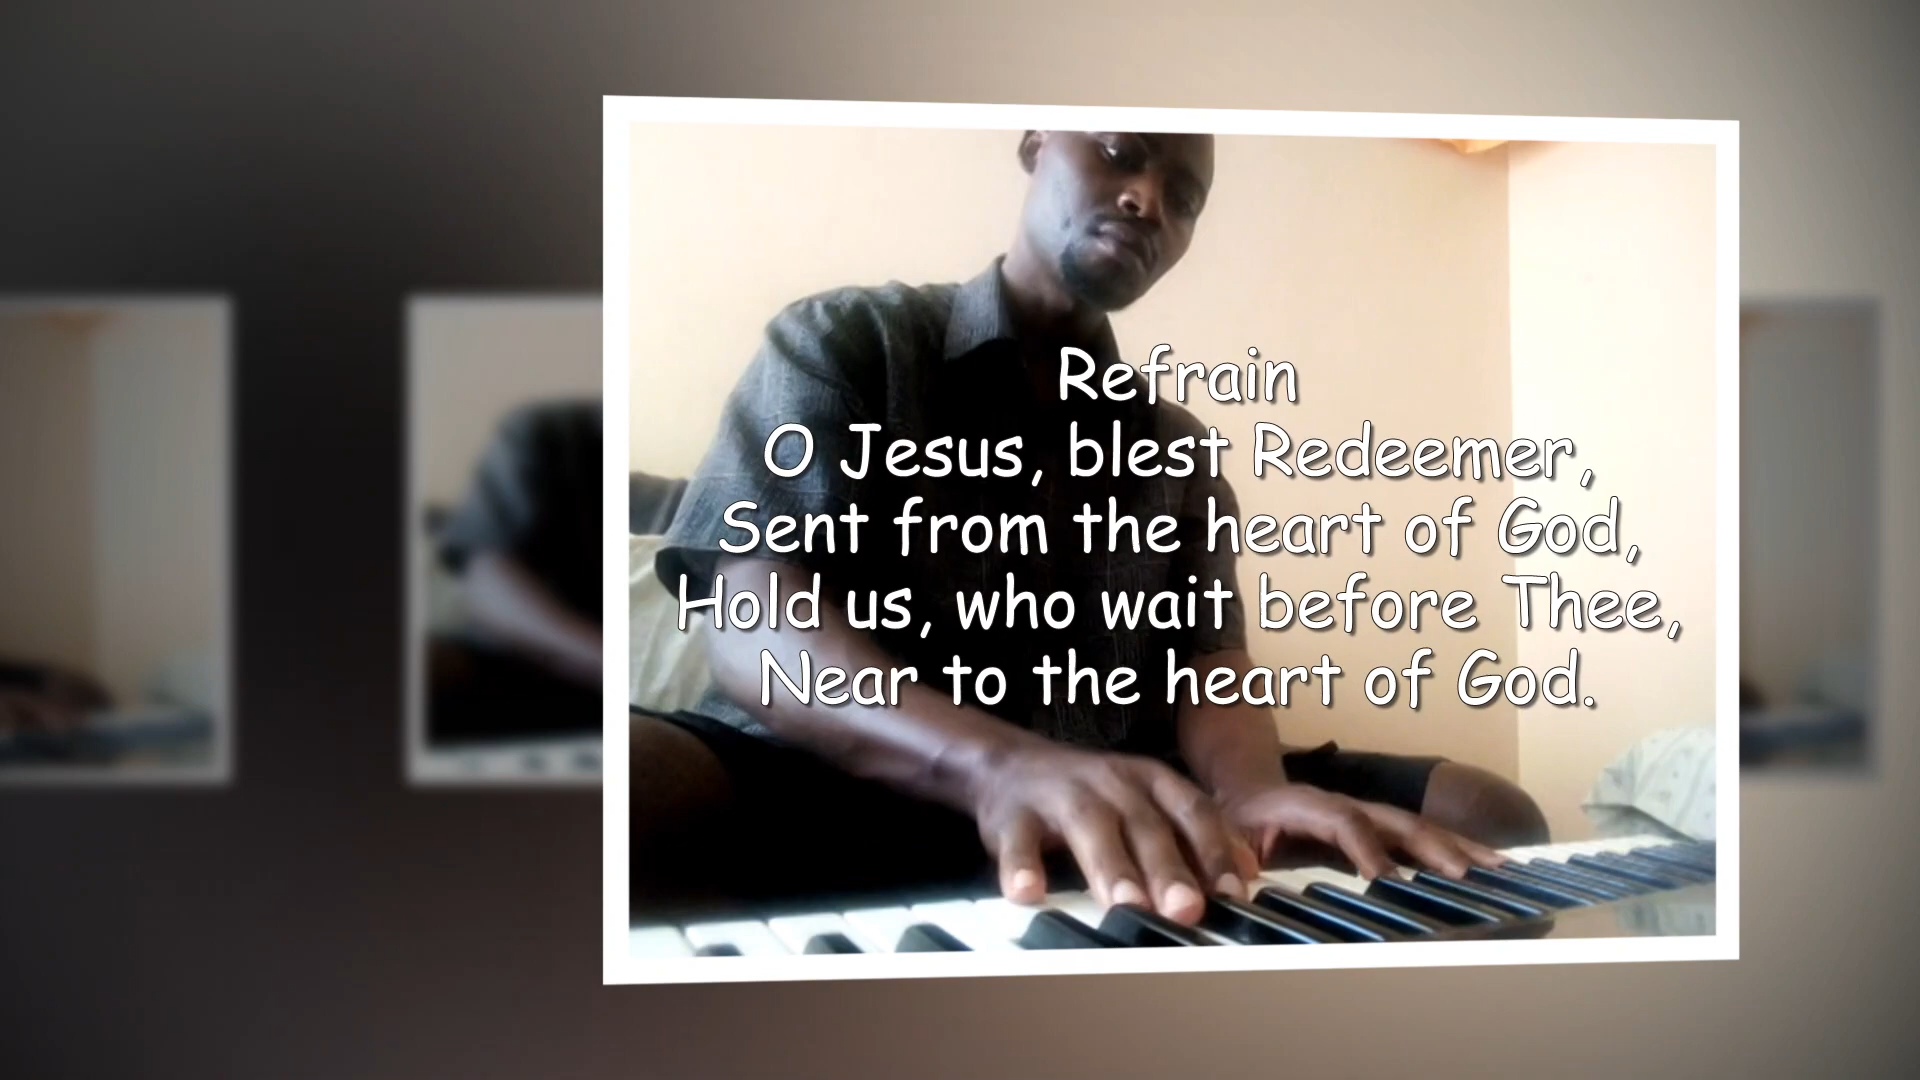 Refrain
O Jesus, blest Redeemer,
Sent from the heart of God,
Hold us, who wait before Thee,
Near to the heart of God.